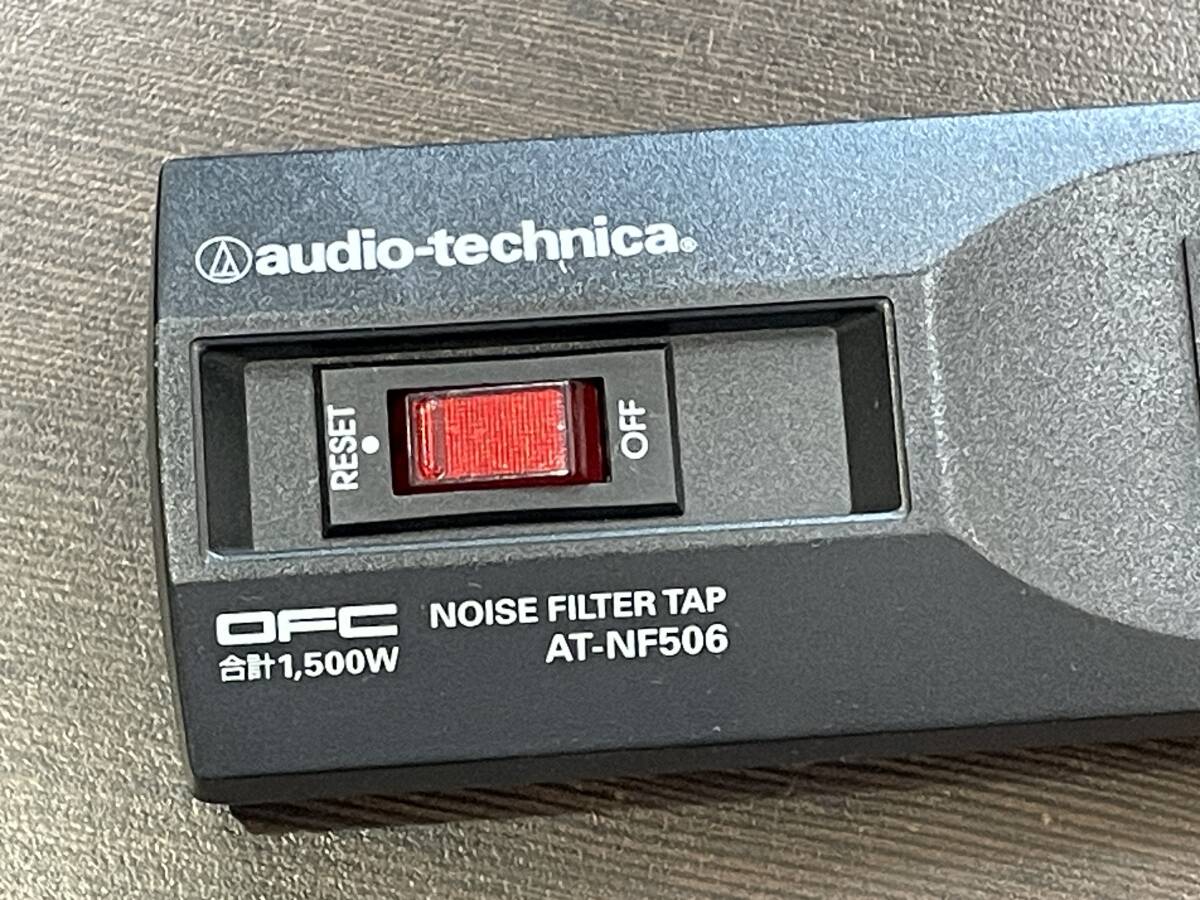 audio-technica®
RESET
OFF
OFC
合計1,500W
NOISE FILTER TAP
AT-NF506